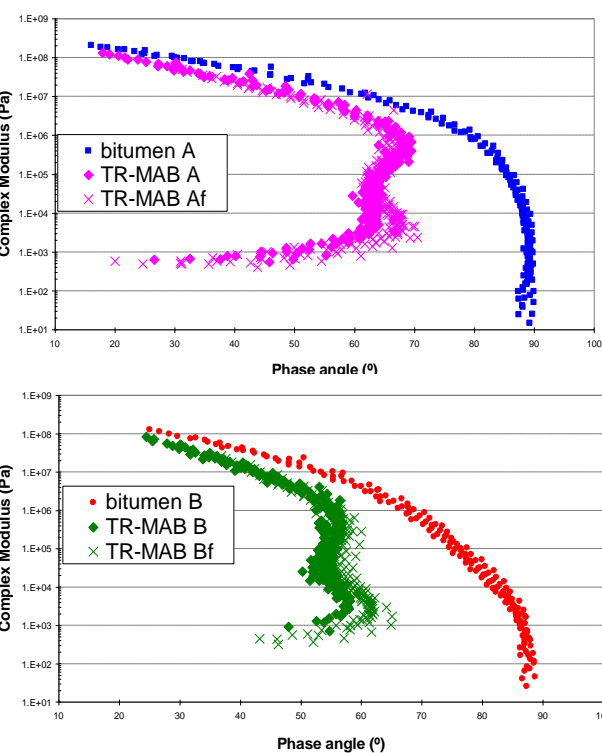 1.E+09
1.E+08
1.E+07
1.E+06
1.E+05
1.E+04
1.E+03
1.E+02
1.E+01
Complex Modulus (Pa)
bitumen A
TR-MAB A
TR-MAB Af
10 20 30 40 50 60 70 80 90 100
Phase angle (º)
1.E+09
1.E+08
1.E+07
1.E+06
1.E+05
1.E+04
1.E+03
1.E+02
1.E+01
Complex Modulus (Pa)
bitumen B
TR-MAB B
TR-MAB Bf
10 20 30 40 50 60 70 80 90 100
Phase angle (º)